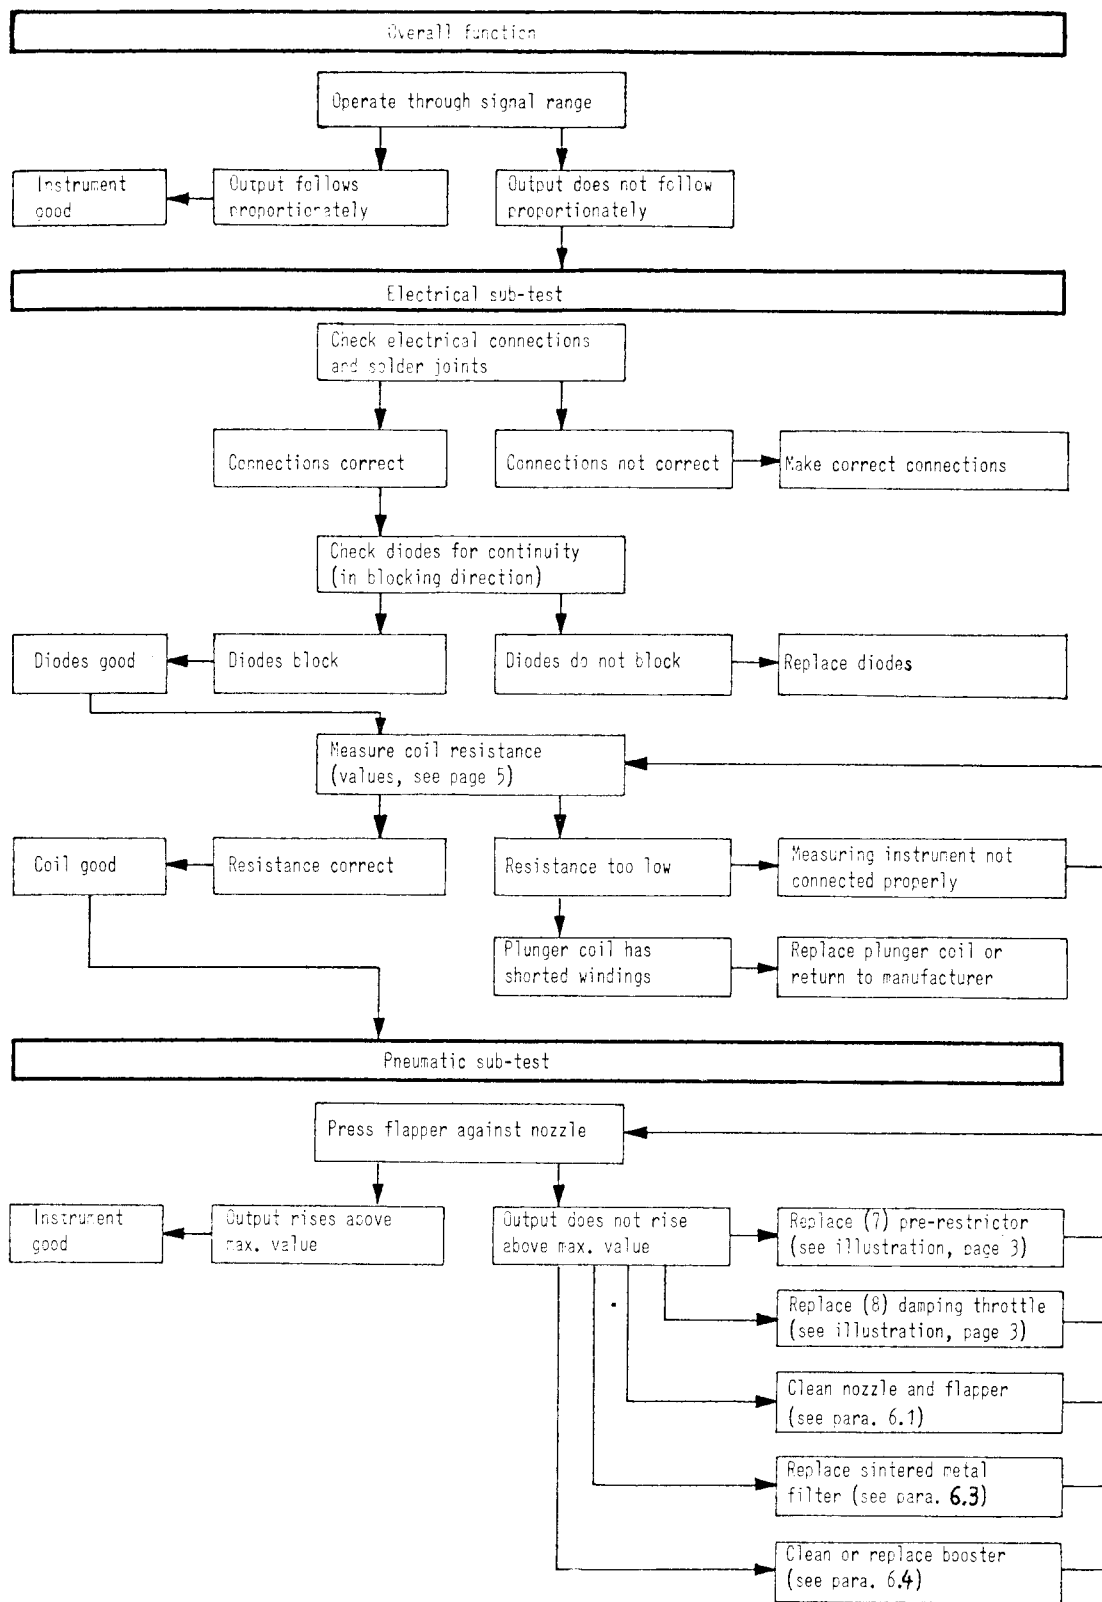 Overall function
Operate through signal range
Instrument
good
Output follows
proportionately
Output does not follow
proportionately
Electrical sub-test
Check electrical connections
and solder joints
Connections correct
Connections not correct
Make correct connections
Check diodes for continuity
(in blocking direction)
Diodes good
Diodes block
Diodes do not block
Replace diodes
Measure coil resistance
(values, see page 5)
Coil good
Resistance correct
Resistance too low
Measuring instrument not
connected properly
Plunger coil has
shorted windings
Replace plunger coil or
return to manufacturer
Pneumatic sub-test
Press flapper against nozzle
Instrument
good
Output rises above
max. value
Output does not rise
above max. value
Replace (7) pre-restrictor
(see illustration, page 3)
Replace (8) damping throttle
(see illustration, page 3)
Clean nozzle and flapper
(see para. 6.1)
Replace sintered metal
filter (see para. 6.3)
Clean or replace booster
(see para. 6.4)